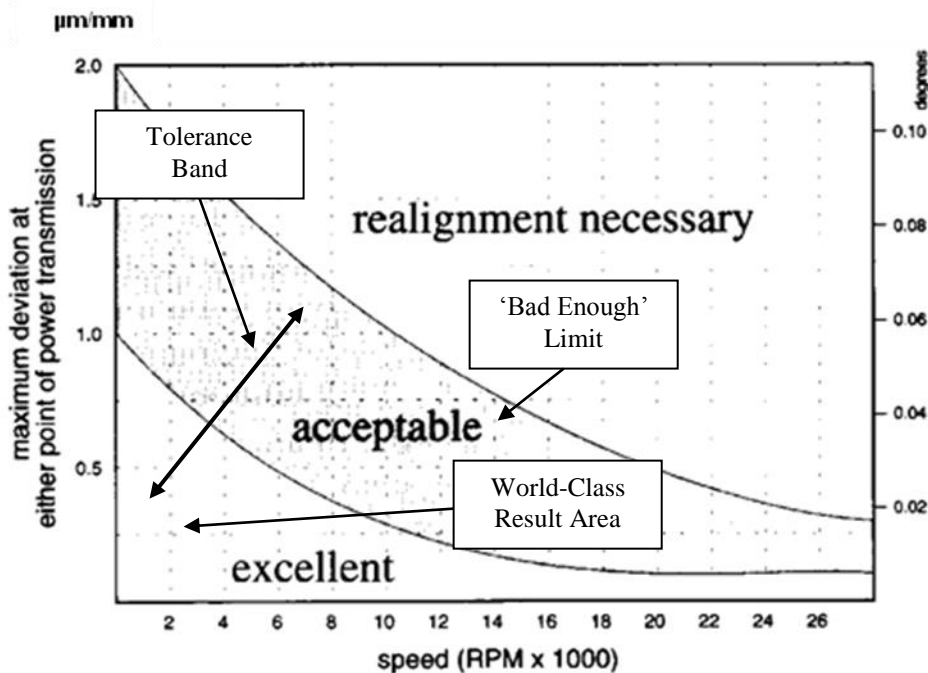 µm/mm
2.0
1.5
1.0
0.5
maximum deviation at
either point of power transmission
Tolerance
Band
realignment necessary
‘Bad Enough’
Limit
acceptable
World-Class
Result Area
excellent
degrees
0.10
0.08
0.06
0.04
0.02
2 4 6 8 10 12 14 16 18 20 22 24 26
speed (RPM x 1000)